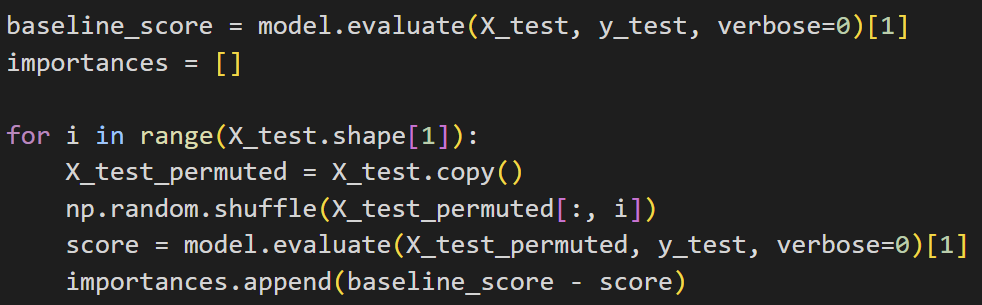 baseline_score = model.evaluate(X_test, y_test, verbose=0)[1]
importances = []
for i in range(X_test.shape[1]):
    X_test_permuted = X_test.copy()
    np.random.shuffle(X_test_permuted[:, i])
    score = model.evaluate(X_test_permuted, y_test, verbose=0)[1]
    importances.append(baseline_score - score)